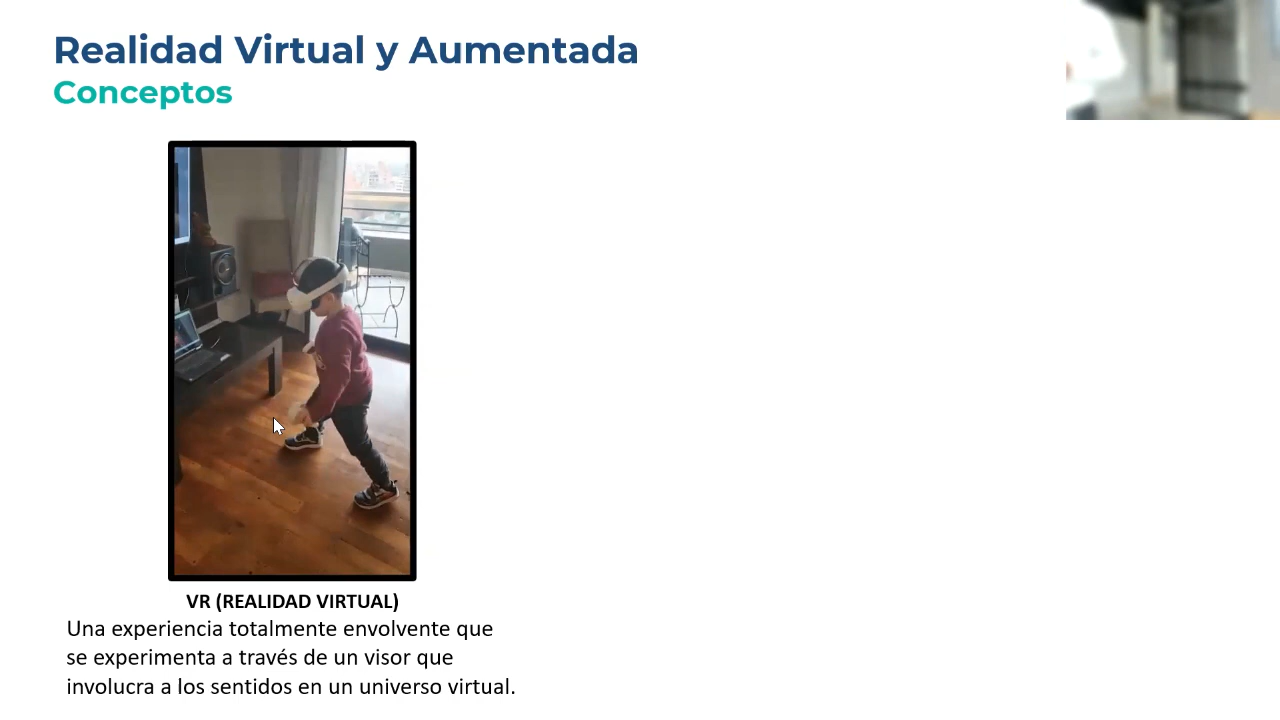 Realidad Virtual y Aumentada
Conceptos
VR (REALIDAD VIRTUAL)
Una experiencia totalmente envolvente que
se experimenta a través de un visor que
involucra a los sentidos en un universo virtual.